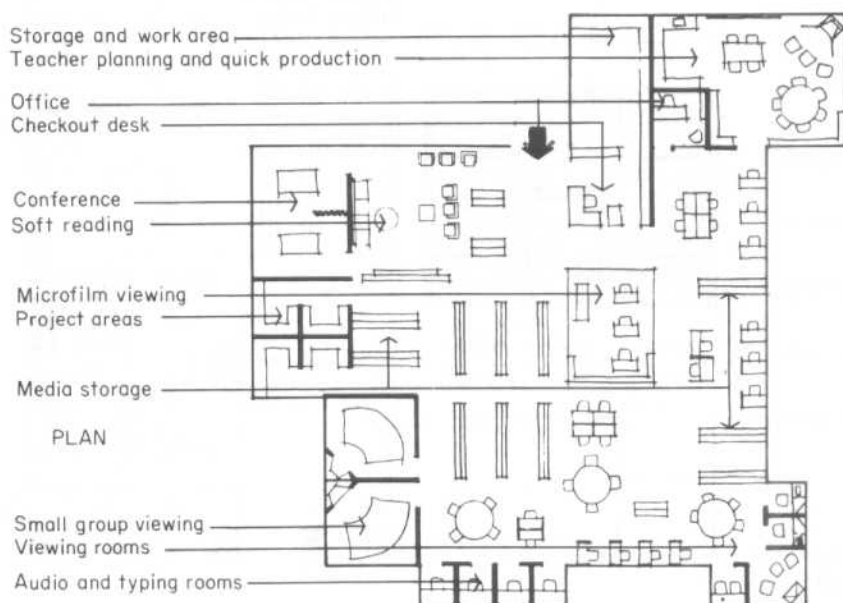 Storage and work area
Teacher planning and quick production
Office
Checkout desk
Conference
Soft reading
Microfilm viewing
Project areas
Media storage
PLAN
Small group viewing
Viewing rooms
Audio and typing rooms